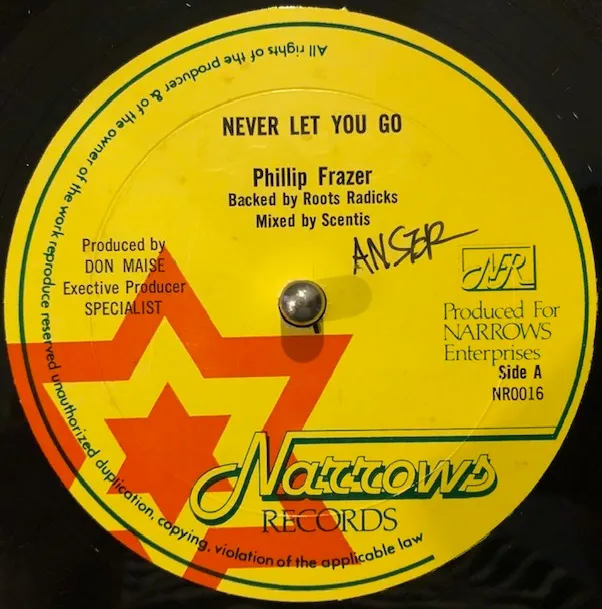 All rights of the producer & of the owner of the work reproduce reserved unauthorized duplication, copying, violation of the applicable law
NEVER LET YOU GO
Phillip Frazer
Backed by Roots Radicks
Mixed by Scentis
ANSER
Produced by
DON MAISE
Exective Producer
SPECIALIST
NR
Produced For
NARROWS
Enterprises
Side A
NR0016
Narrows
RECORDS